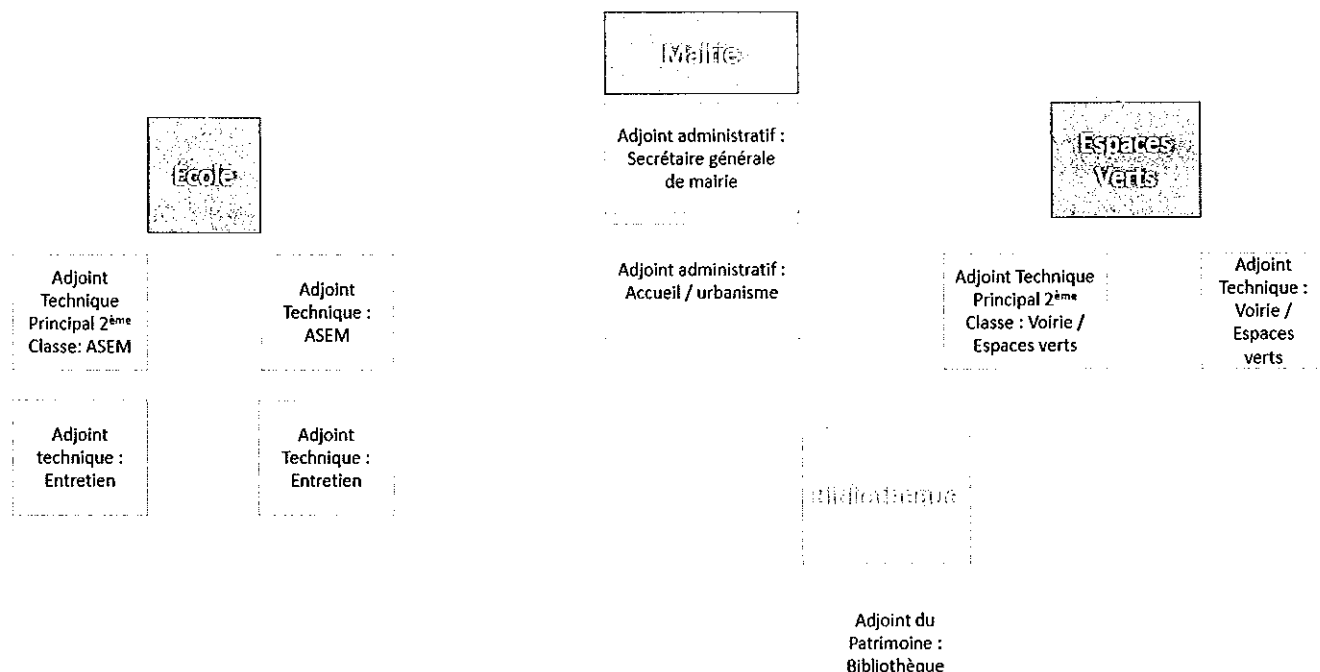 Mairie
Adjoint administratif :
Secrétaire générale
de mairie
Adjoint administratif :
Accueil / urbanisme
École
Adjoint
Technique
Principal 2ème
Classe: ASEM
Adjoint
Technique :
ASEM
Adjoint
technique :
Entretien
Adjoint
Technique :
Entretien
Espaces
Verts
Adjoint Technique
Principal 2ème
Classe : Voirie /
Espaces verts
Adjoint
Technique :
Voirie /
Espaces
verts
Bibliothèque
Adjoint du
Patrimoine :
Bibliothèque